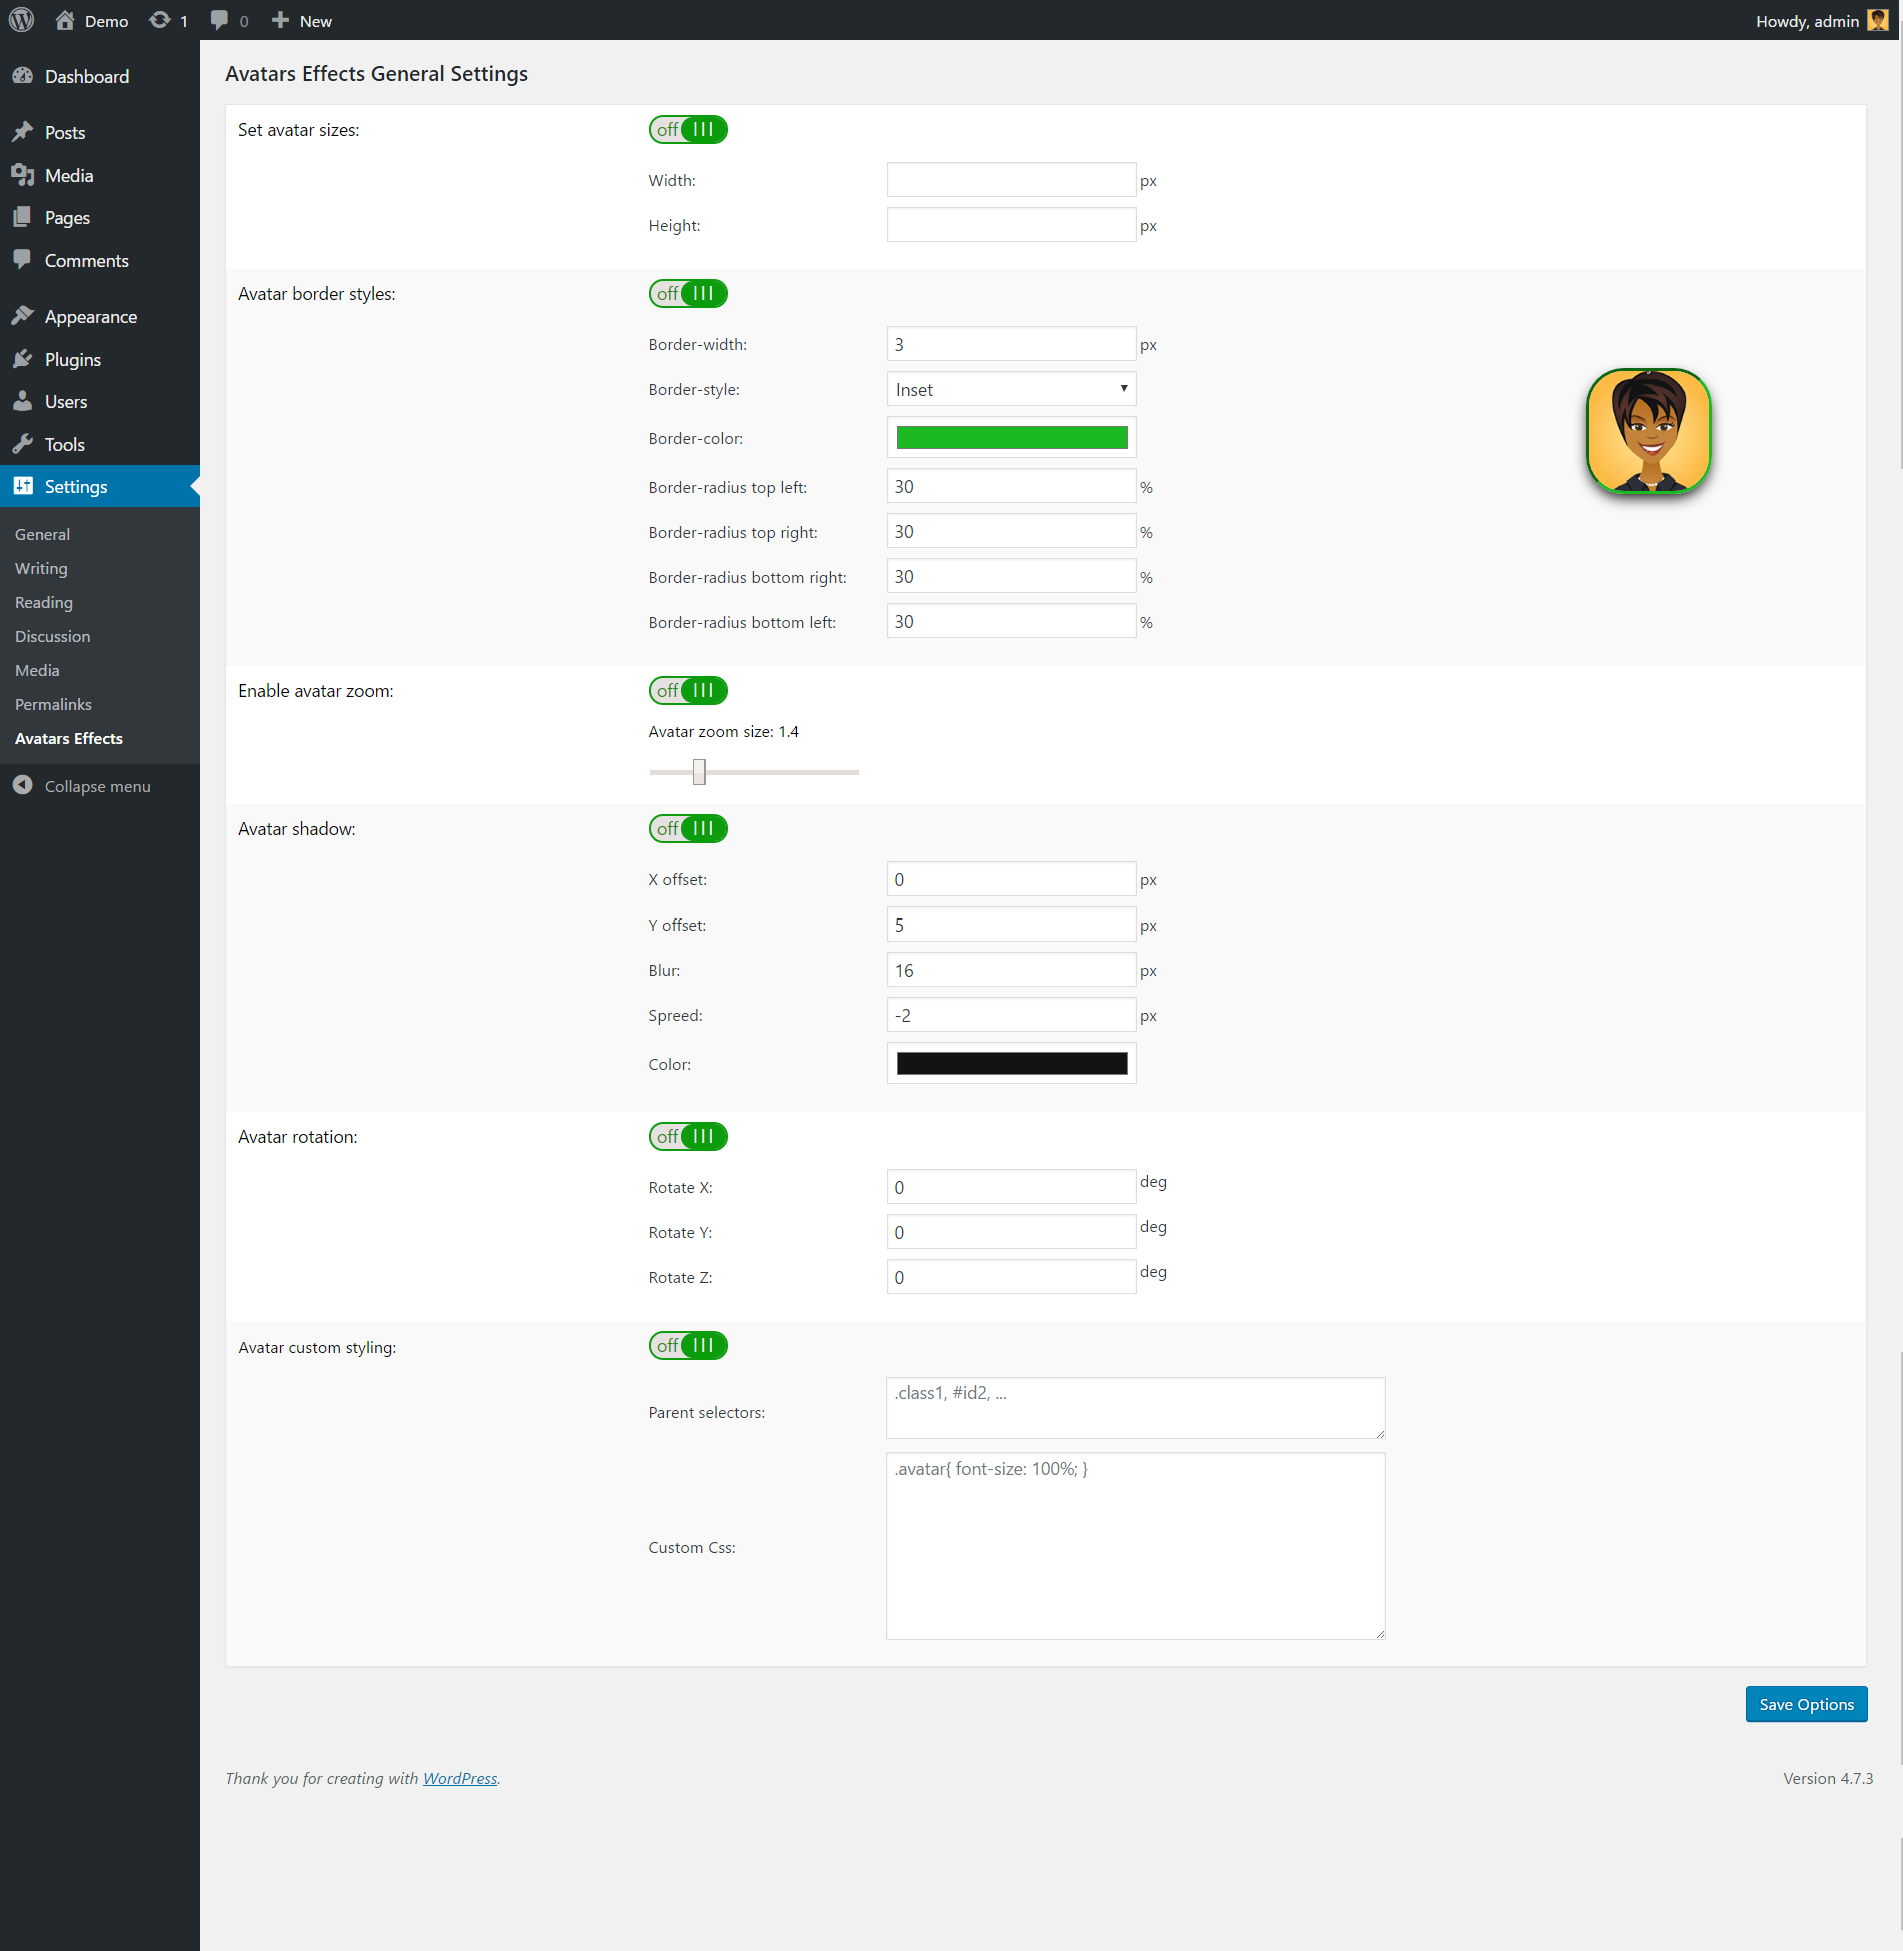 Demo 1 0 New Howdy, admin
Dashboard
Posts
Media
Pages
Comments
Appearance
Plugins
Users
Tools
Settings
General
Writing
Reading
Discussion
Media
Permalinks
Avatars Effects
Collapse menu
Avatars Effects General Settings
Set avatar sizes: off
Width: px
Height: px
Avatar border styles: off
Border-width: 3 px
Border-style: Inset
Border-color:
Border-radius top left: 30 %
Border-radius top right: 30 %
Border-radius bottom right: 30 %
Border-radius bottom left: 30 %
Enable avatar zoom: off
Avatar zoom size: 1.4
Avatar shadow: off
X offset: 0 px
Y offset: 5 px
Blur: 16 px
Spreed: -2 px
Color:
Avatar rotation: off
Rotate X: 0 deg
Rotate Y: 0 deg
Rotate Z: 0 deg
Avatar custom styling: off
Parent selectors: .class1, #id2, ...
Custom Css: .avatar{ font-size: 100%; }
Save Options
Thank you for creating with WordPress. Version 4.7.3